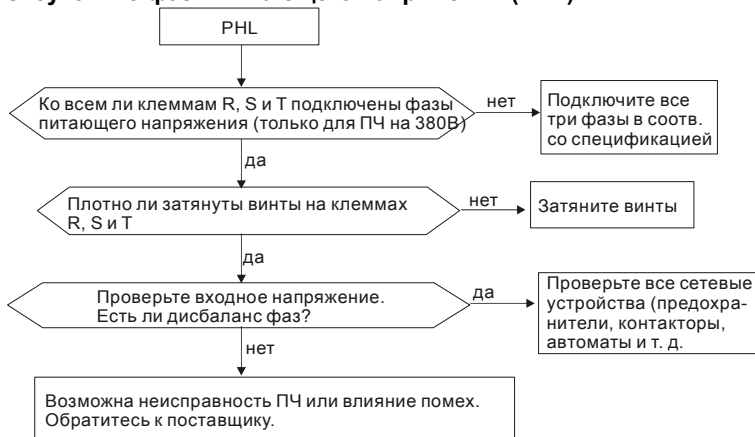 PHL
Ко всем ли клеммам R, S и T подключены фазы
питающего напряжения (только для ПЧ на 380В)
нет
Подключите все
три фазы в соотв.
со спецификацией
да
Плотно ли затянуты винты на клеммах
R, S и T
нет
Затяните винты
да
Проверьте входное напряжение.
Есть ли дисбаланс фаз?
да
Проверьте все сетевые
устройства (предохра-
нители, контакторы,
автоматы и т. д.
нет
Возможна неисправность ПЧ или влияние помех.
Обратитесь к поставщику.